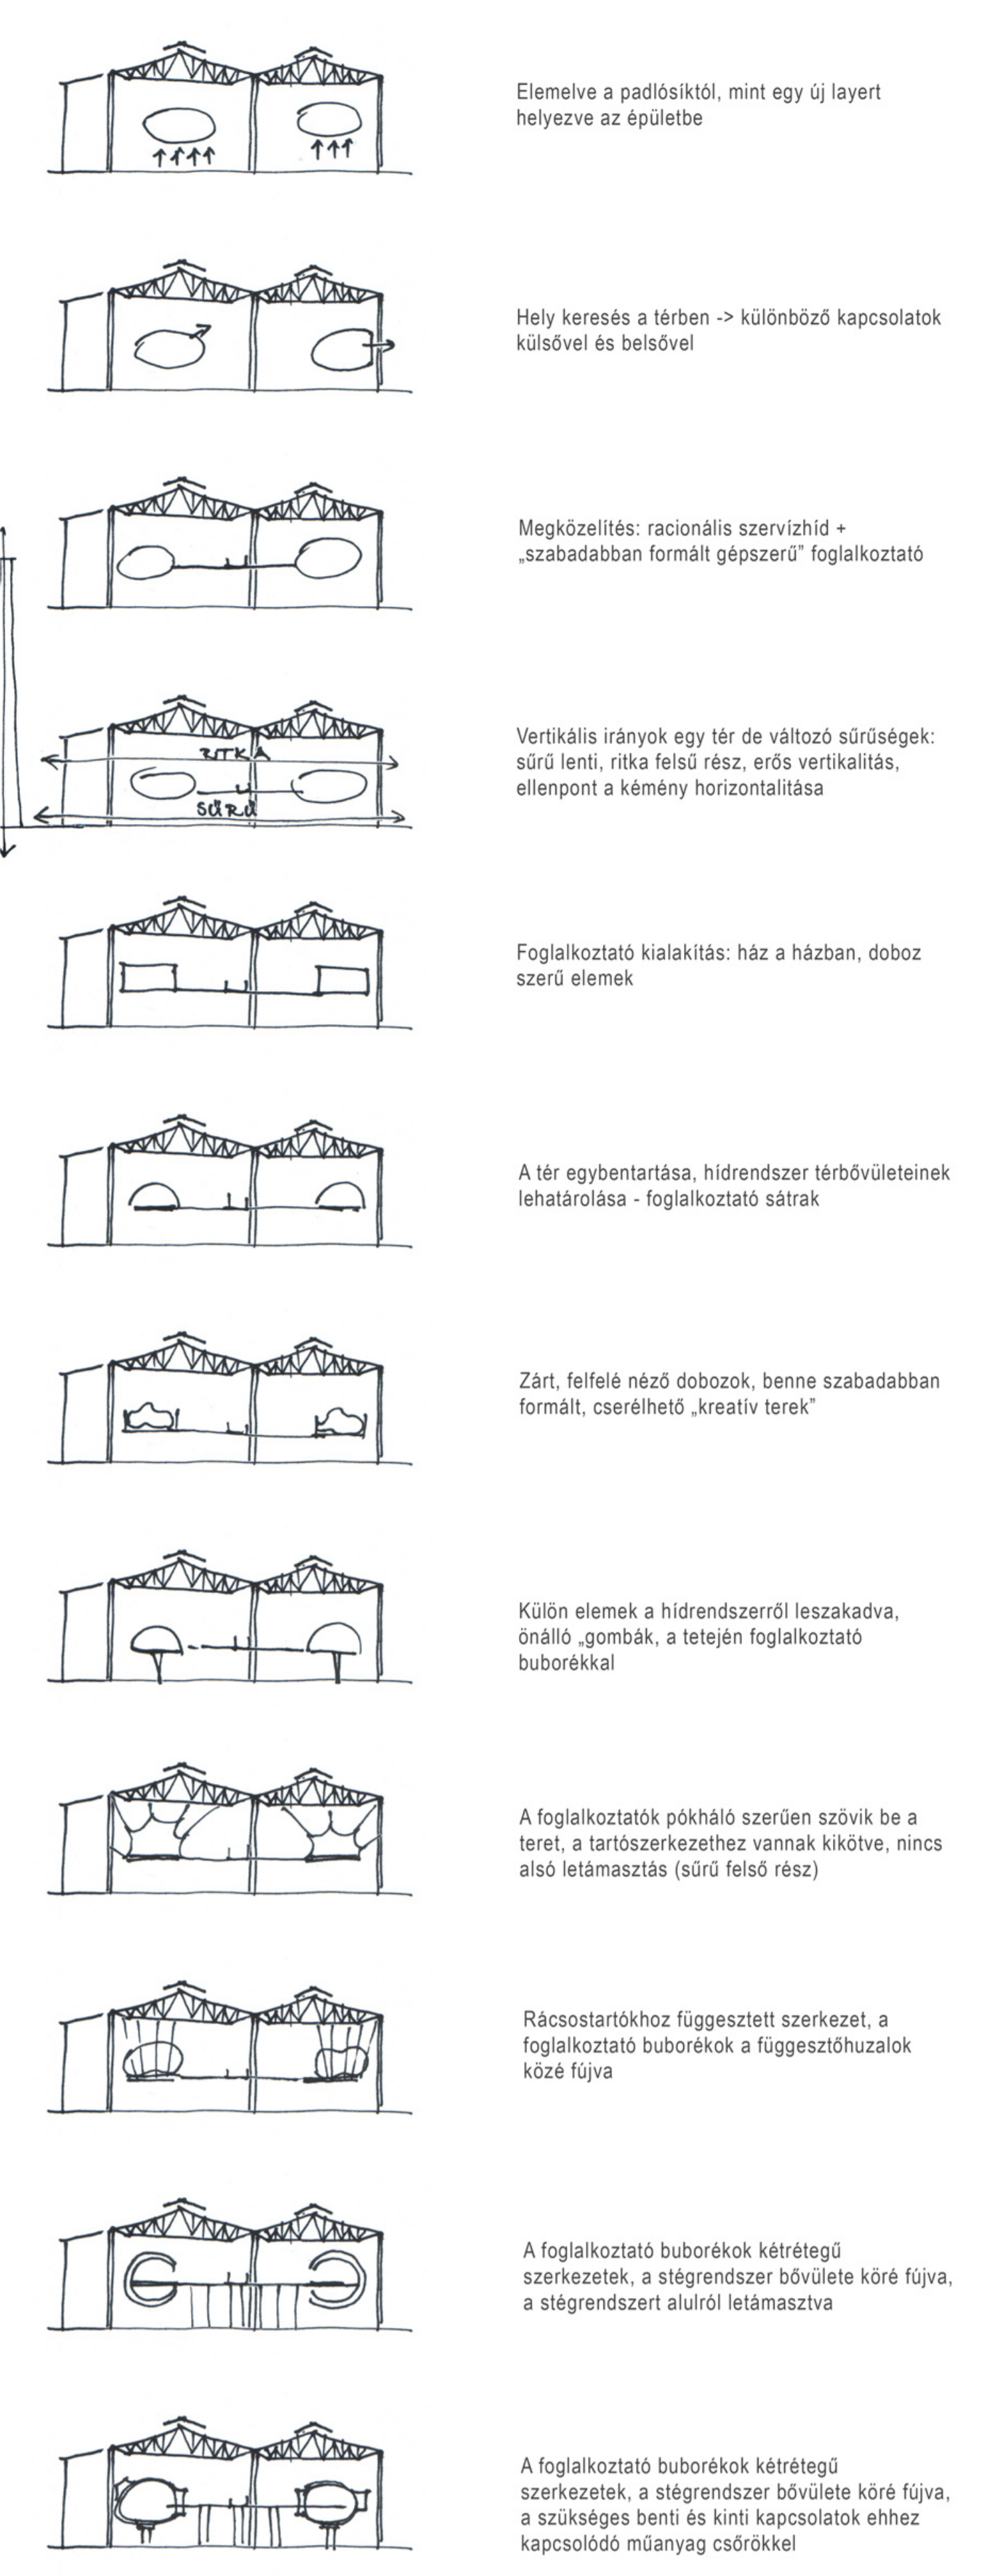 Elemelve a padlósíktól, mint egy új layert
helyezve az épületbe
Hely keresés a térben -> különböző kapcsolatok
külsővel és belsővel
Megközelítés: racionális szervízhíd +
„szabadabban formált gépszerű” foglalkoztató
RITKA
SŰRŰ
Vertikális irányok egy tér de változó sűrűségek:
sűrű lenti, ritka felső rész, erős vertikalitás,
ellenpont a kémény horizontalitása
Foglalkoztató kialakítás: ház a házban, doboz
szerű elemek
A tér egybentartása, hídrendszer térbővületeinek
lehatárolása - foglalkoztató sátrak
Zárt, felfelé néző dobozok, benne szabadabban
formált, cserélhető „kreatív terek”
Külön elemek a hídrendszerről leszakadva,
önálló „gombák, a tetején foglalkoztató
buborékkal
A foglalkoztatók pókháló szerűen szövik be a
teret, a tartószerkezethez vannak kikötve, nincs
alsó letámasztás (sűrű felső rész)
Rácsostartókhoz függesztett szerkezet, a
foglalkoztató buborékok a függesztőhuzalok
közé fújva
A foglalkoztató buborékok kétrétegű
szerkezetek, a stégrendszer bővülete köré fújva,
a stégrendszert alulról letámasztva
A foglalkoztató buborékok kétrétegű
szerkezetek, a stégrendszer bővülete köré fújva,
a szükséges benti és kinti kapcsolatok ehhez
kapcsolódó műanyag csőrökkel